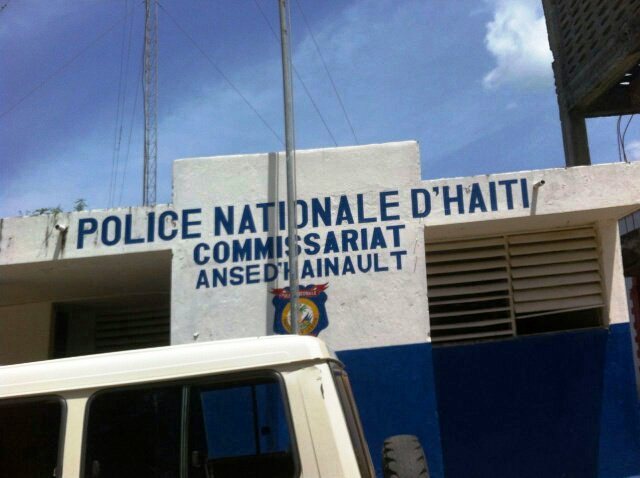 POLICE NATIONALE D'HAITI
COMMISSARIAT
ANSE D'HAINAULT